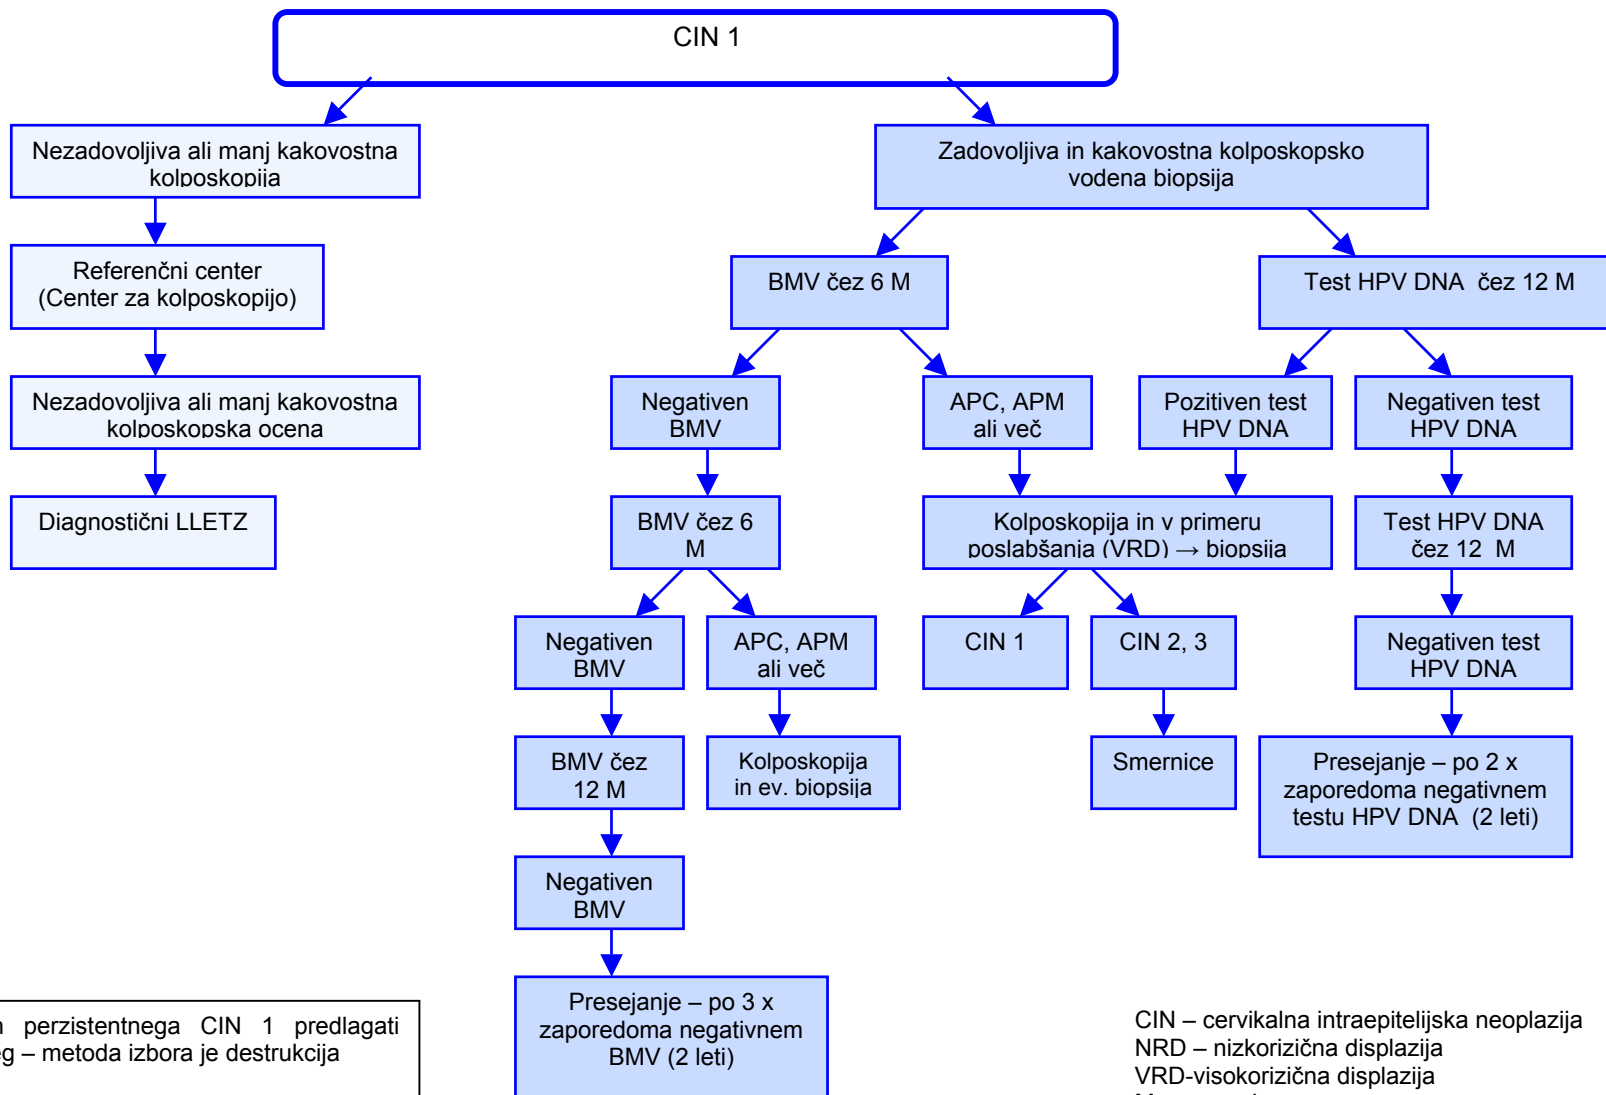 CIN 1
Nezadovoljiva ali manj kakovostna
kolposkopija
Zadovoljiva in kakovostna kolposkopsko
vodena biopsija
Referenčni center
(Center za kolposkopijo)
BMV čez 6 M
Test HPV DNA čez 12 M
Nezadovoljiva ali manj kakovostna
kolposkopska ocena
Negativen
BMV
APC, APM
ali več
Pozitiven test
HPV DNA
Negativen test
HPV DNA
Diagnostični LLETZ
BMV čez 6
M
Kolposkopija in v primeru
poslabšanja (VRD) → biopsija
Test HPV DNA
čez 12 M
Negativen
BMV
APC, APM
ali več
CIN 1
CIN 2, 3
Negativen test
HPV DNA
BMV čez
12 M
Kolposkopija
in ev. biopsija
Smernice
Presejanje – po 2 x
zaporedoma negativnem
testu HPV DNA (2 leti)
Negativen
BMV
Presejanje – po 3 x
zaporedoma negativnem
BMV (2 leti)
perzistentnega CIN 1 predlagati
– metoda izbora je destrukcija
CIN – cervikalna intraepitelijska neoplazija
NRD – nizkorizična displazija
VRD-visokorizična displazija